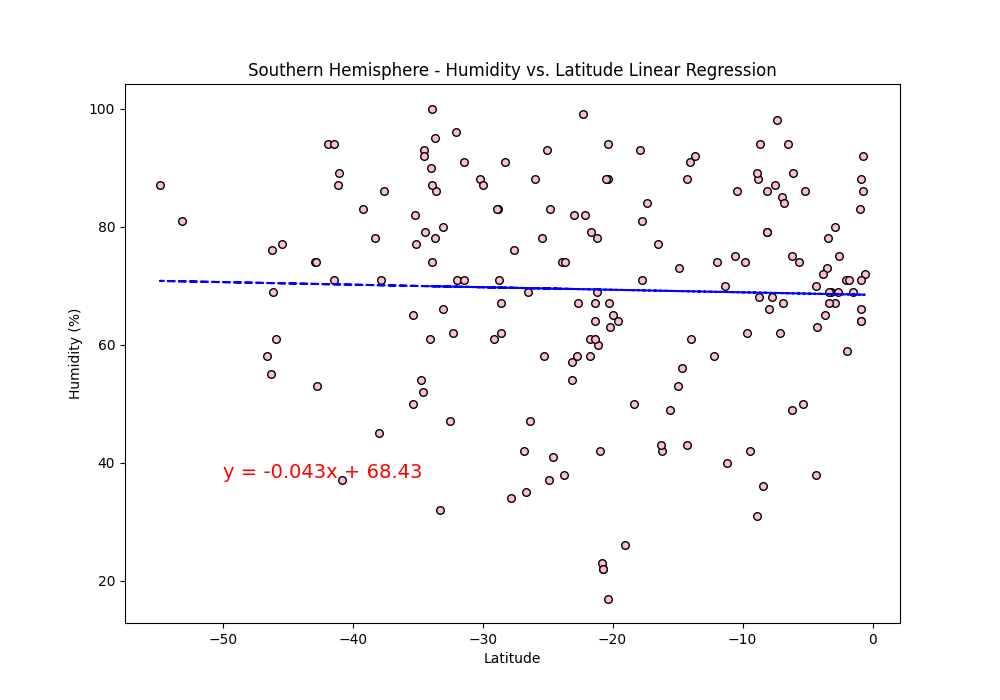 Southern Hemisphere - Humidity vs. Latitude Linear Regression
100
80
60
40
20
Humidity (%)
y = -0.043x + 68.43
−50
−40
−30
−20
−10
0
Latitude